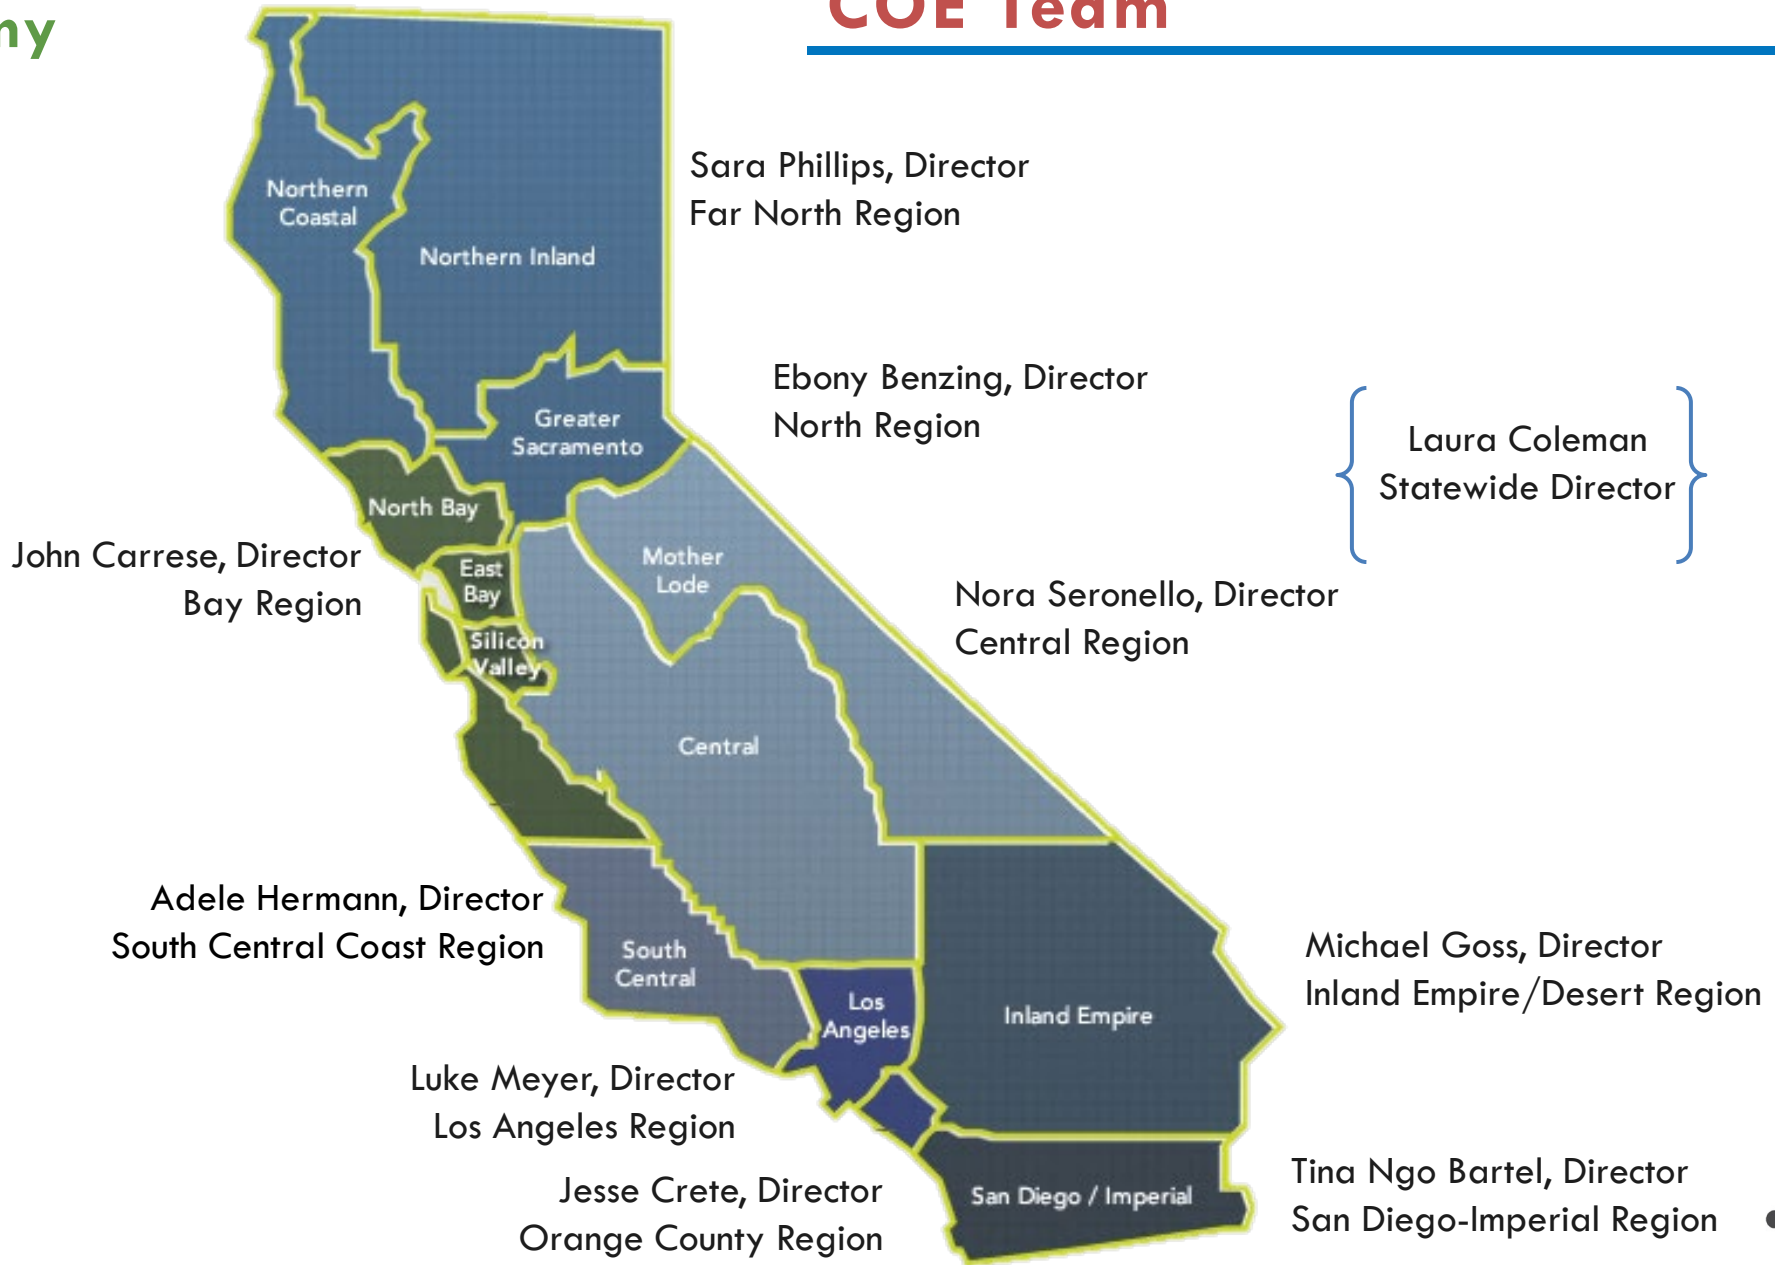 ny
COE Team
Northern
Coastal
Northern Inland
Sara Phillips, Director
Far North Region
Greater
Sacramento
Ebony Benzing, Director
North Region
Laura Coleman
Statewide Director
North Bay
John Carrese, Director
Bay Region
East
Bay
Silicon
Valley
Mother
Lode
Nora Seronello, Director
Central Region
Central
Adele Hermann, Director
South Central Coast Region
South
Central
Los
Angeles
Inland Empire
Michael Goss, Director
Inland Empire/Desert Region
Luke Meyer, Director
Los Angeles Region
Jesse Crete, Director
Orange County Region
San Diego / Imperial
Tina Ngo Bartel, Director
San Diego-Imperial Region